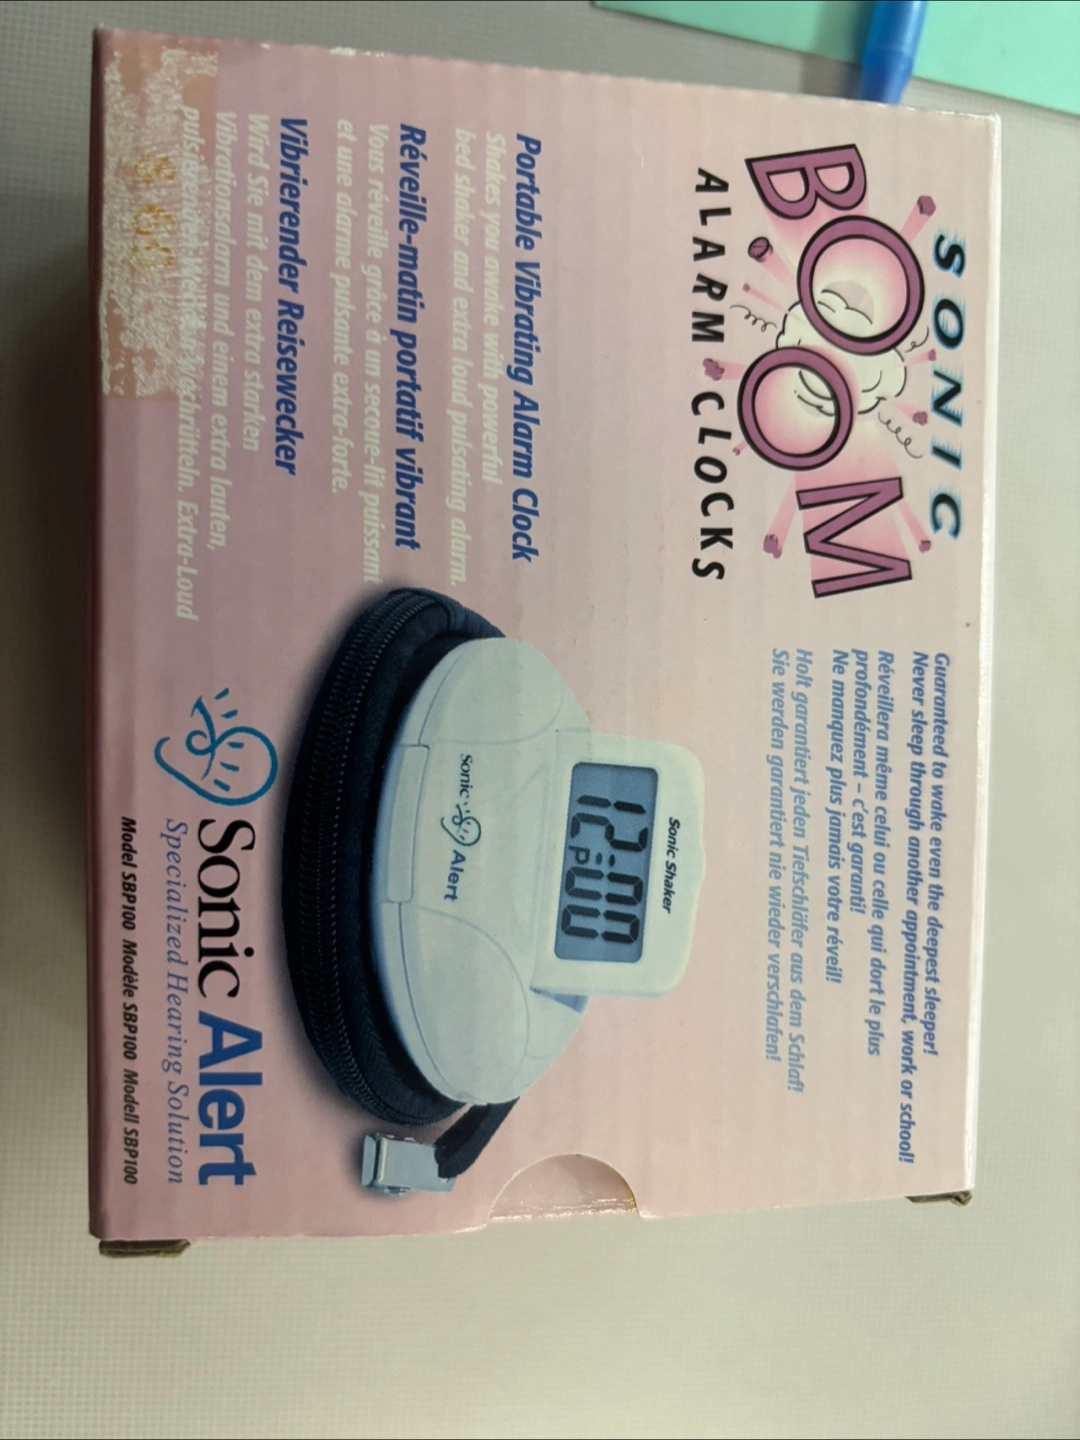 SONIC
BOOM
ALARM CLOCKS
Guaranteed to wake even the deepest sleeper!
Never sleep through another appointment, work or school!
Réveillera même celui ou celle qui dort le plus
profondément – c'est garanti!
Ne manquez plus jamais votre réveil!
Holt garantiert jeden Tiefschläfer aus dem Schlaf!
Sie werden garantiert nie wieder verschlafen!
Portable Vibrating Alarm Clock
Shakes you awake with powerful
bed shaker and extra loud pulsating alarm.
Réveille-matin portatif vibrant
Vous réveille grâce à un secoue-lit puissant
et une alarme pulsante extra-forte.
Vibrierender Reisewecker
Wird Sie mit dem extra starken
Vibrationsalarm und einem extra lauten,
pulsierenden wachrütteln. Extra-Loud
Sonic Shaker
12:00
P
Sonic Alert
Sonic Alert
Specialized Hearing Solution
Model SBP100 Modèle SBP100 Modell SBP100